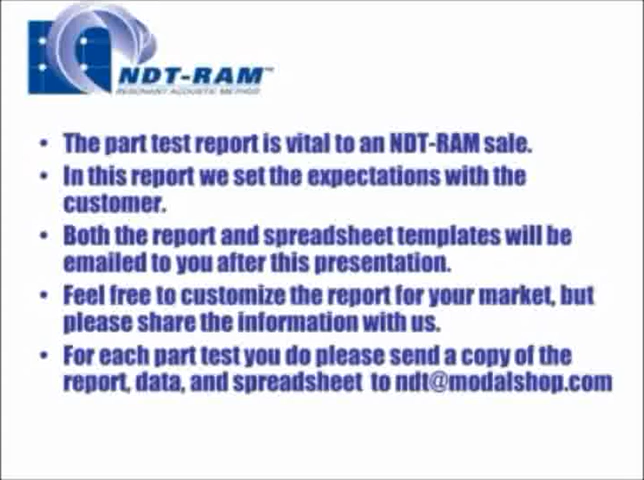 NDT-RAM™
RESONANT ACOUSTIC METHOD
• The part test report is vital to an NDT-RAM sale.
• In this report we set the expectations with the
customer.
• Both the report and spreadsheet templates will be
emailed to you after this presentation.
• Feel free to customize the report for your market, but
please share the information with us.
• For each part test you do please send a copy of the
report, data, and spreadsheet to ndt@modalshop.com